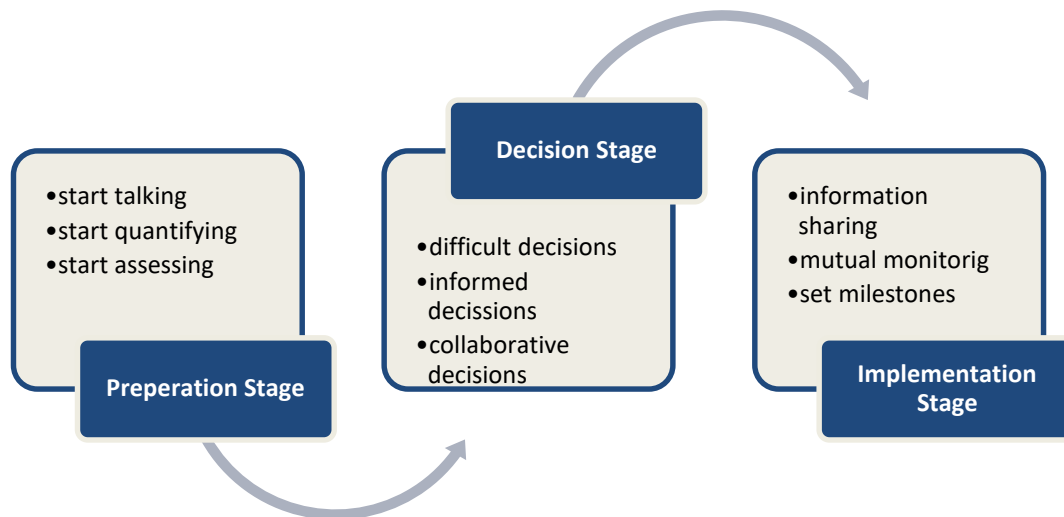 •start talking
•start quantifying
•start assessing
Preperation Stage
Decision Stage
•difficult decisions
•informed
decissions
•collaborative
decisions
•information
sharing
•mutual monitorig
•set milestones
Implementation
Stage